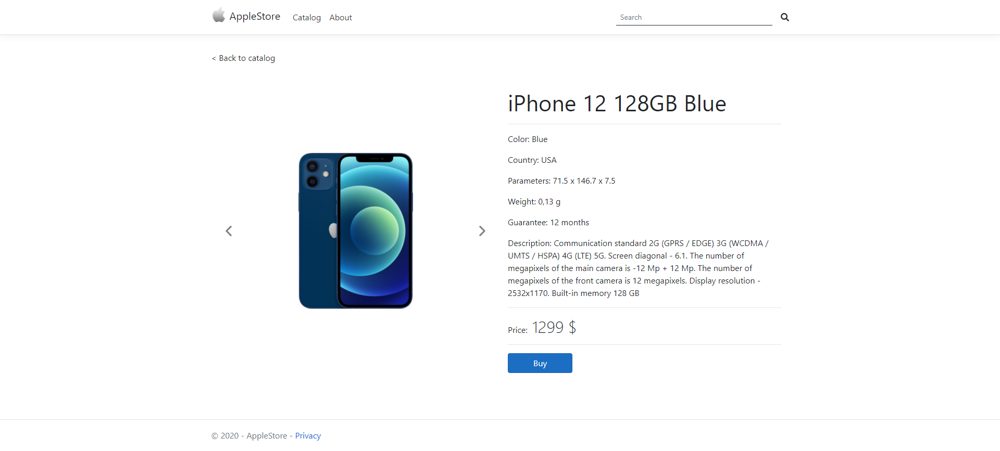 AppleStore Catalog About Search
< Back to catalog
iPhone 12 128GB Blue
Color: Blue
Country: USA
Parameters: 71.5 x 146.7 x 7.5
Weight: 0,13 g
Guarantee: 12 months
Description: Communication standard 2G (GPRS / EDGE) 3G (WCDMA /
UMTS / HSPA) 4G (LTE) 5G. Screen diagonal - 6.1. The number of
megapixels of the main camera is -12 Mp + 12 Mp. The number of
megapixels of the front camera is 12 megapixels. Display resolution -
2532x1170. Built-in memory 128 GB
Price: 1299 $
Buy
© 2020 - AppleStore - Privacy